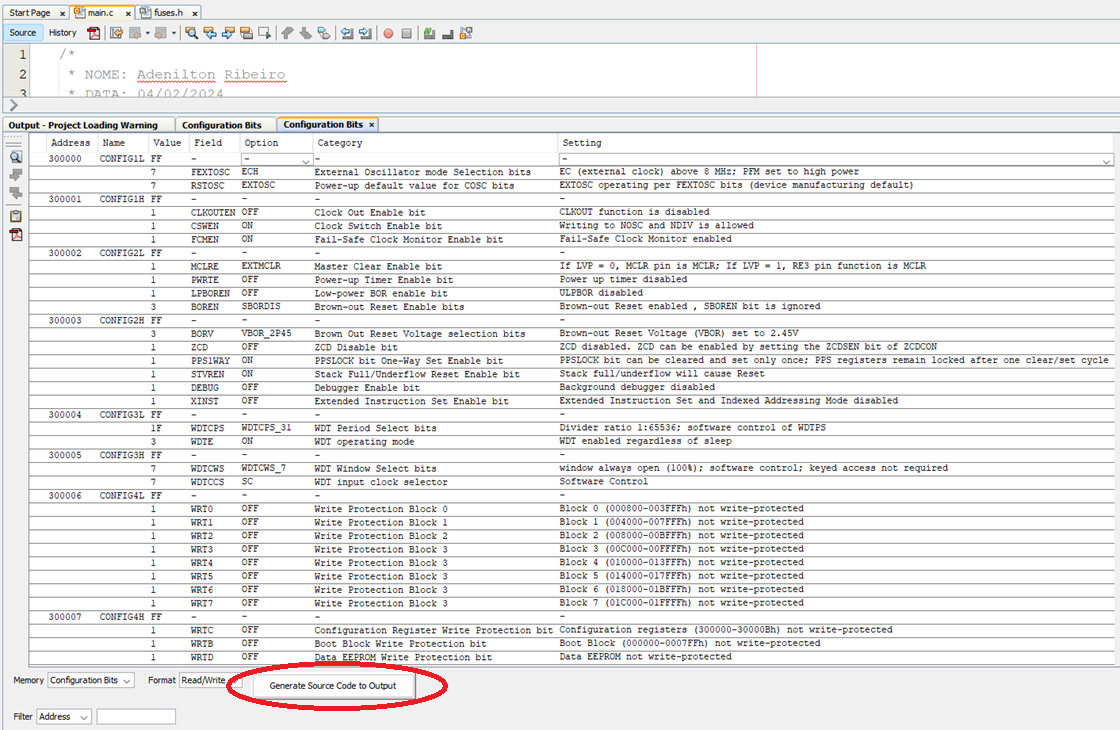 Start Page × main.c × fuses.h ×
Source History
1 /*
2 * NOME: Adenilton Ribeiro
3 * DATA: 04/02/2024
Output - Project Loading Warning Configuration Bits Configuration Bits ×
Address Name Value Field Option Category Setting
300000 CONFIG1L FF - - - -
7 FEXTOSC ECH External Oscillator mode Selection bits EC (external clock) above 8 MHz; PFM set to high power
7 RSTOSC EXTOSC Power-up default value for COSC bits EXTOSC operating per FEXTOSC bits (device manufacturing default)
300001 CONFIG1H FF - - - -
1 CLKOUTEN OFF Clock Out Enable bit CLKOUT function is disabled
1 CSWEN ON Clock Switch Enable bit Writing to NOSC and NDIV is allowed
1 FCMEN ON Fail-Safe Clock Monitor Enable bit Fail-Safe Clock Monitor enabled
300002 CONFIG2L FF - - - -
1 MCLRE EXTMCLR Master Clear Enable bit If LVP = 0, MCLR pin is MCLR; If LVP = 1, RE3 pin function is MCLR
1 PWRTE OFF Power-up Timer Enable bit Power up timer disabled
1 LPBOREN OFF Low-power BOR enable bit ULPBOR disabled
3 BOREN SBORDIS Brown-out Reset Enable bits Brown-out Reset enabled , SBOREN bit is ignored
300003 CONFIG2H FF - - - -
3 BORV VBOR_2P45 Brown Out Reset Voltage selection bits Brown-out Reset Voltage (VBOR) set to 2.45V
1 ZCD OFF ZCD Disable bit ZCD disabled. ZCD can be enabled by setting the ZCDSEN bit of ZCDCON
1 PPS1WAY ON PPSLOCK bit One-Way Set Enable bit PPSLOCK bit can be cleared and set only once; PPS registers remain locked after one clear/set cycle
1 STVREN ON Stack Full/Underflow Reset Enable bit Stack full/underflow will cause Reset
1 DEBUG OFF Debugger Enable bit Background debugger disabled
1 XINST OFF Extended Instruction Set Enable bit Extended Instruction Set and Indexed Addressing Mode disabled
300004 CONFIG3L FF - - - -
1F WDTCPS WDTCPS_31 WDT Period Select bits Divider ratio 1:65536; software control of WDTPS
3 WDTE ON WDT operating mode WDT enabled regardless of sleep
300005 CONFIG3H FF - - - -
7 WDTCWS WDTCWS_7 WDT Window Select bits window always open (100%); software control; keyed access not required
7 WDTCCS SC WDT input clock selector Software Control
300006 CONFIG4L FF - - - -
1 WRT0 OFF Write Protection Block 0 Block 0 (000800-003FFFh) not write-protected
1 WRT1 OFF Write Protection Block 1 Block 1 (004000-007FFFh) not write-protected
1 WRT2 OFF Write Protection Block 2 Block 2 (008000-00BFFFh) not write-protected
1 WRT3 OFF Write Protection Block 3 Block 3 (00C000-00FFFFh) not write-protected
1 WRT4 OFF Write Protection Block 3 Block 4 (010000-013FFFh) not write-protected
1 WRT5 OFF Write Protection Block 3 Block 5 (014000-017FFFh) not write-protected
1 WRT6 OFF Write Protection Block 3 Block 6 (018000-01BFFFh) not write-protected
1 WRT7 OFF Write Protection Block 3 Block 7 (01C000-01FFFFh) not write-protected
300007 CONFIG4H FF - - - -
1 WRTC OFF Configuration Register Write Protection bit Configuration registers (300000-30000Bh) not write-protected
1 WRTB OFF Boot Block Write Protection bit Boot Block (000000-0007FFh) not write-protected
1 WRTD OFF Data EEPROM Write Protection bit Data EEPROM not write-protected
Memory Configuration Bits Format Read/Write Generate Source Code to Output
Filter Address